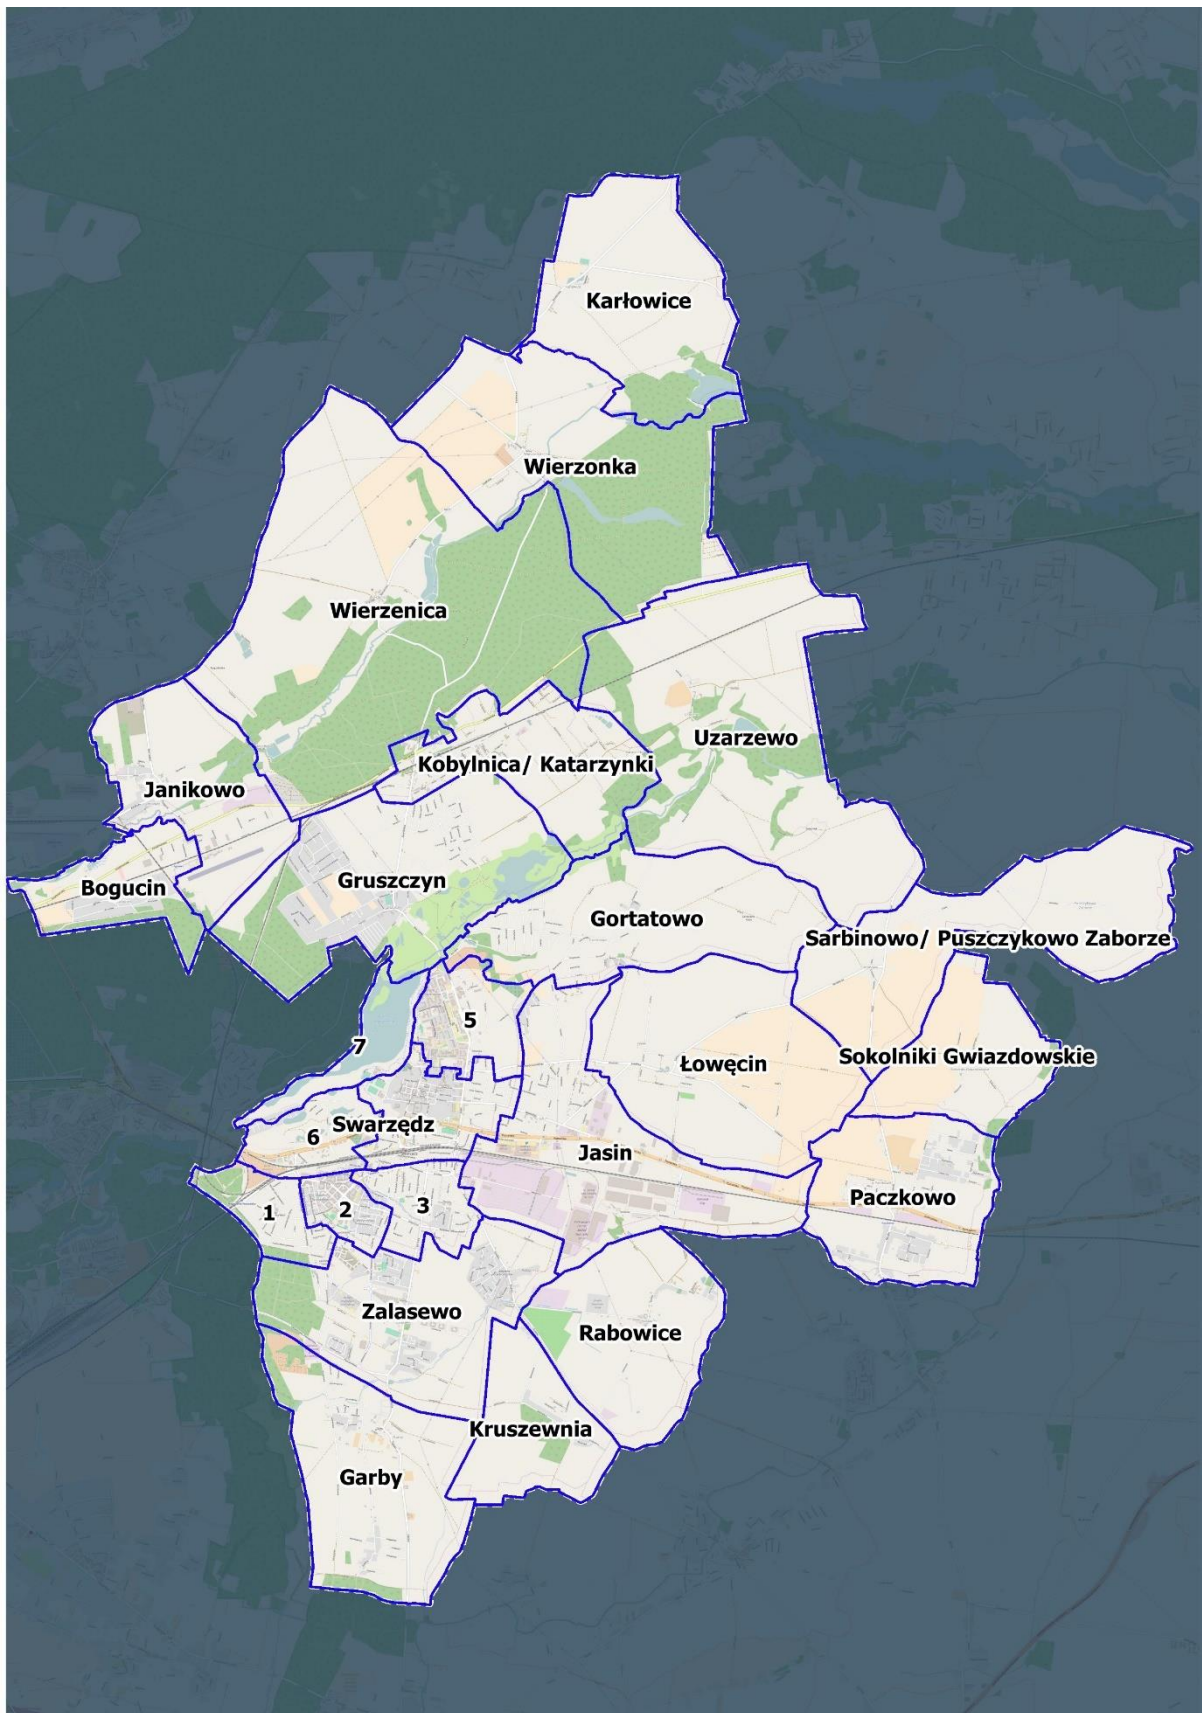 Karłowice
Wierzonka
Wierzenica
Uzarzewo
Kobylnica/ Katarzynki
Janikowo
Gruszczyn
Bogucin
Gortatowo
Sarbinowo/ Puszczykowo Zaborze
5
7
Sokolniki Gwiazdowskie
Łowęcin
Swarzędz
6
Jasin
Paczkowo
3
2
1
Zalasewo
Rabowice
Kruszewnia
Garby